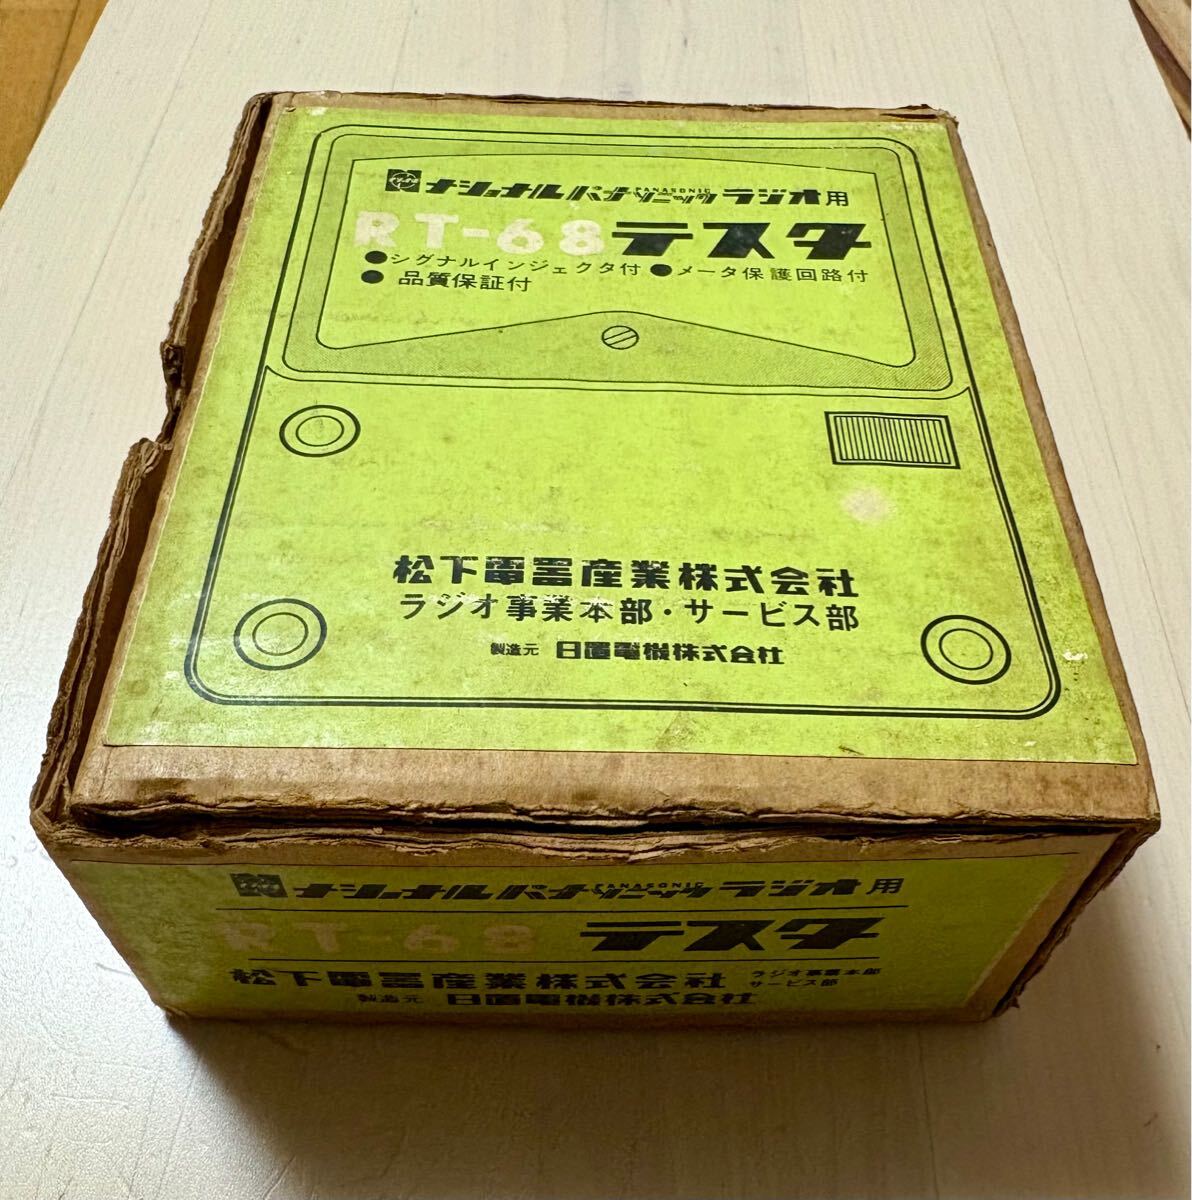 ナショナル ナショナルパナソニックラジオ用
PANASONIC
RT-68 テスタ
●シグナルインジェクタ付 ●メータ保護回路付
● 品質保証付
松下電器産業株式会社
ラジオ事業本部・サービス部
製造元 日置電機株式会社
ナショナルパナソニックラジオ用
PANASONIC
RT-68 テスタ
松下電器産業株式会社 ラジオ事業本部
サービス部
製造元 日置電機株式会社